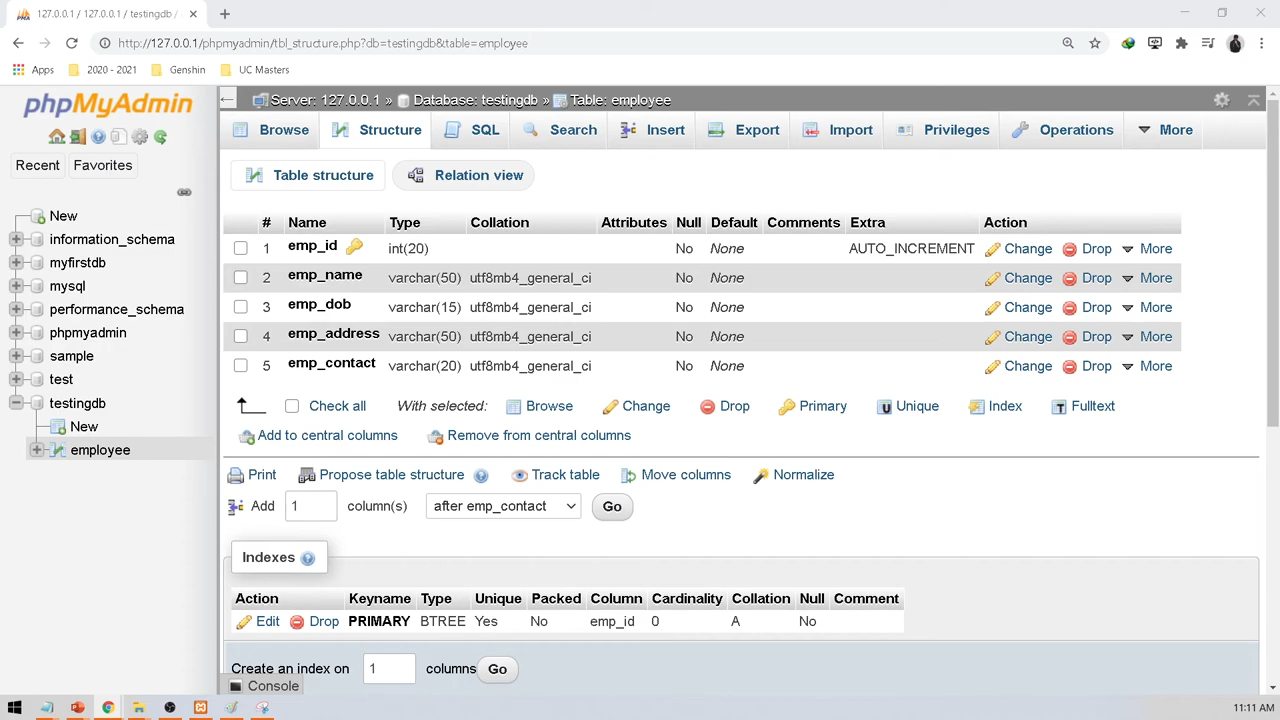 127.0.0.1 / 127.0.0.1 / testingdb /
http://127.0.0.1/phpmyadmin/tbl_structure.php?db=testingdb&table=employee
Apps 2020 - 2021 Genshin UC Masters
phpMyAdmin
Recent Favorites
New
information_schema
myfirstdb
mysql
performance_schema
phpmyadmin
sample
test
testingdb
New
employee
Server: 127.0.0.1 » Database: testingdb » Table: employee
Browse Structure SQL Search Insert Export Import Privileges Operations More
Table structure Relation view
# Name Type Collation Attributes Null Default Comments Extra Action
1 emp_id int(20) No None AUTO_INCREMENT Change Drop More
2 emp_name varchar(50) utf8mb4_general_ci No None Change Drop More
3 emp_dob varchar(15) utf8mb4_general_ci No None Change Drop More
4 emp_address varchar(50) utf8mb4_general_ci No None Change Drop More
5 emp_contact varchar(20) utf8mb4_general_ci No None Change Drop More
Check all With selected: Browse Change Drop Primary Unique Index Fulltext
Add to central columns Remove from central columns
Print Propose table structure Track table Move columns Normalize
Add 1 column(s) after emp_contact Go
Indexes
Action Keyname Type Unique Packed Column Cardinality Collation Null Comment
Edit Drop PRIMARY BTREE Yes No emp_id 0 A No
Create an index on 1 columns Go
Console
11:11 AM